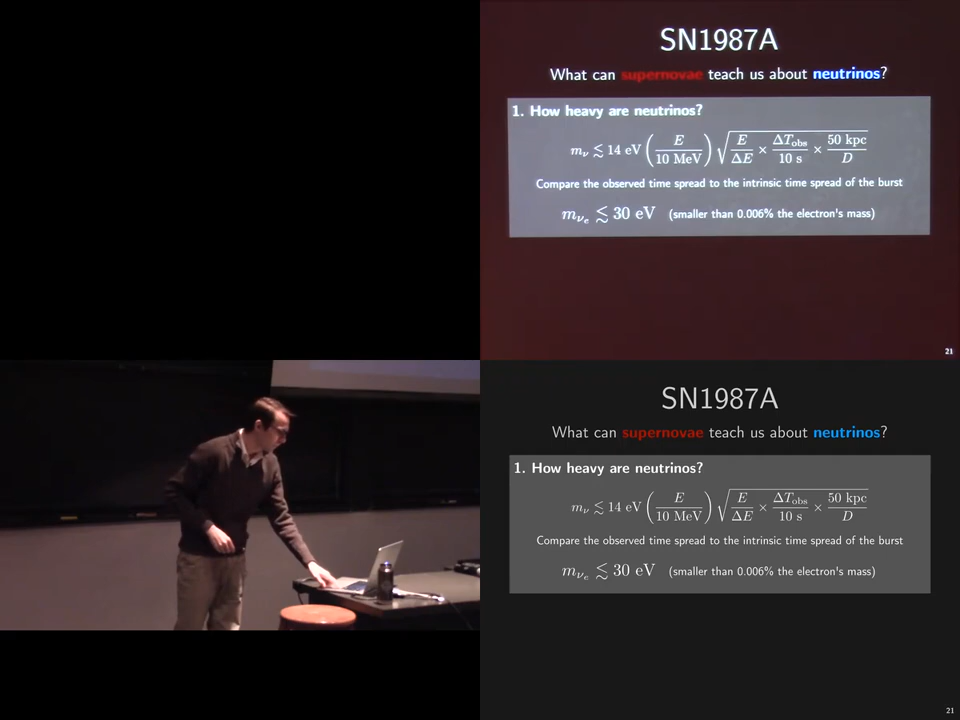 SN1987A
What can supernovae teach us about neutrinos?
1. How heavy are neutrinos?
m_ν ≲ 14 eV (E / 10 MeV) √(E / ΔE × ΔT_obs / 10 s × 50 kpc / D)
Compare the observed time spread to the intrinsic time spread of the burst
m_νe ≲ 30 eV (smaller than 0.006% the electron's mass)
21
SN1987A
What can supernovae teach us about neutrinos?
1. How heavy are neutrinos?
m_ν ≲ 14 eV (E / 10 MeV) √(E / ΔE × ΔT_obs / 10 s × 50 kpc / D)
Compare the observed time spread to the intrinsic time spread of the burst
m_νe ≲ 30 eV (smaller than 0.006% the electron's mass)
21